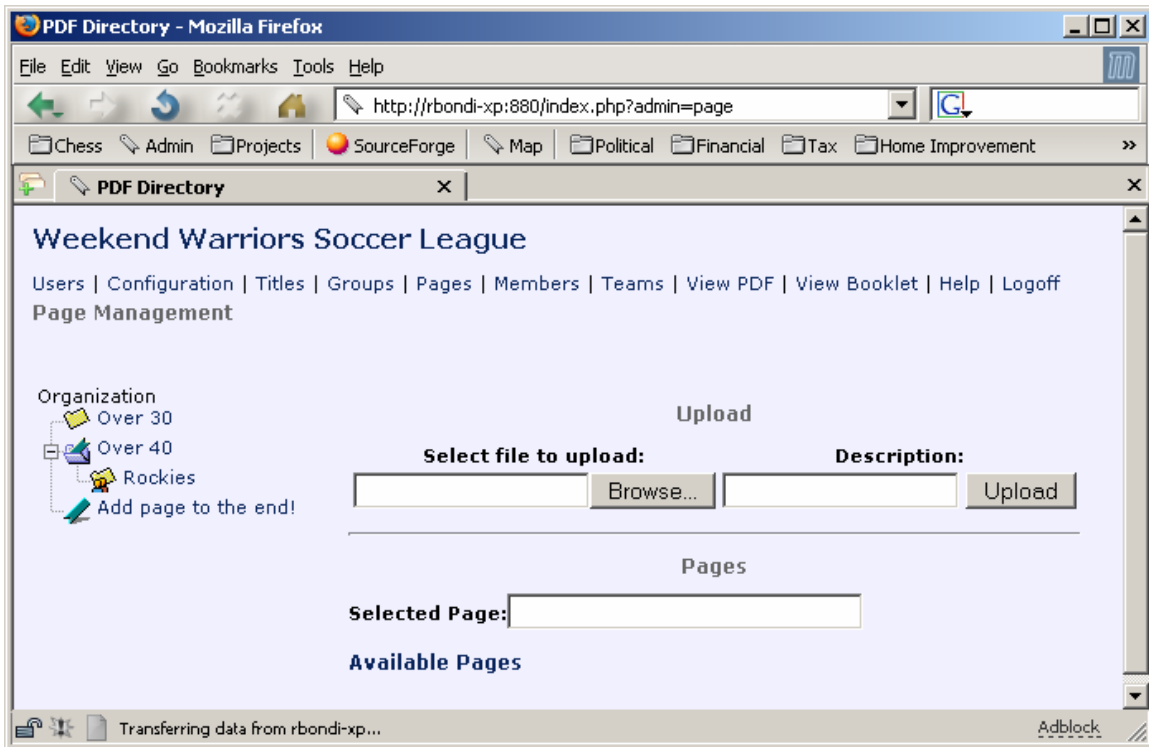 PDF Directory - Mozilla Firefox
File Edit View Go Bookmarks Tools Help
http://rbondi-xp:880/index.php?admin=page
Chess Admin Projects SourceForge Map Political Financial Tax Home Improvement »
PDF Directory
Weekend Warriors Soccer League
Users | Configuration | Titles | Groups | Pages | Members | Teams | View PDF | View Booklet | Help | Logoff
Page Management
Organization
Over 30
Over 40
Rockies
Add page to the end!
Upload
Select file to upload: Description:
Browse... Upload
Pages
Selected Page:
Available Pages
Transferring data from rbondi-xp... Adblock